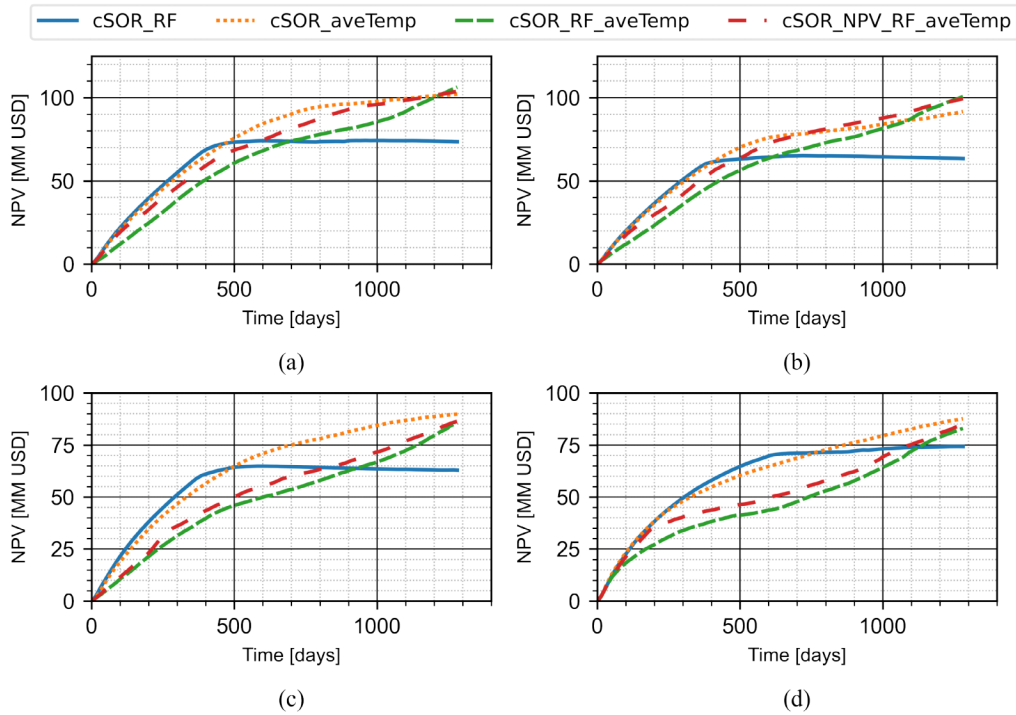 cSOR_RF cSOR_aveTemp cSOR_RF_aveTemp cSOR_NPV_RF_aveTemp
NPV [MM USD]
100
50
0
0 500 1000
Time [days]
(a)
NPV [MM USD]
100
50
0
0 500 1000
Time [days]
(b)
NPV [MM USD]
100
75
50
25
0
0 500 1000
Time [days]
(c)
NPV [MM USD]
100
75
50
25
0
0 500 1000
Time [days]
(d)